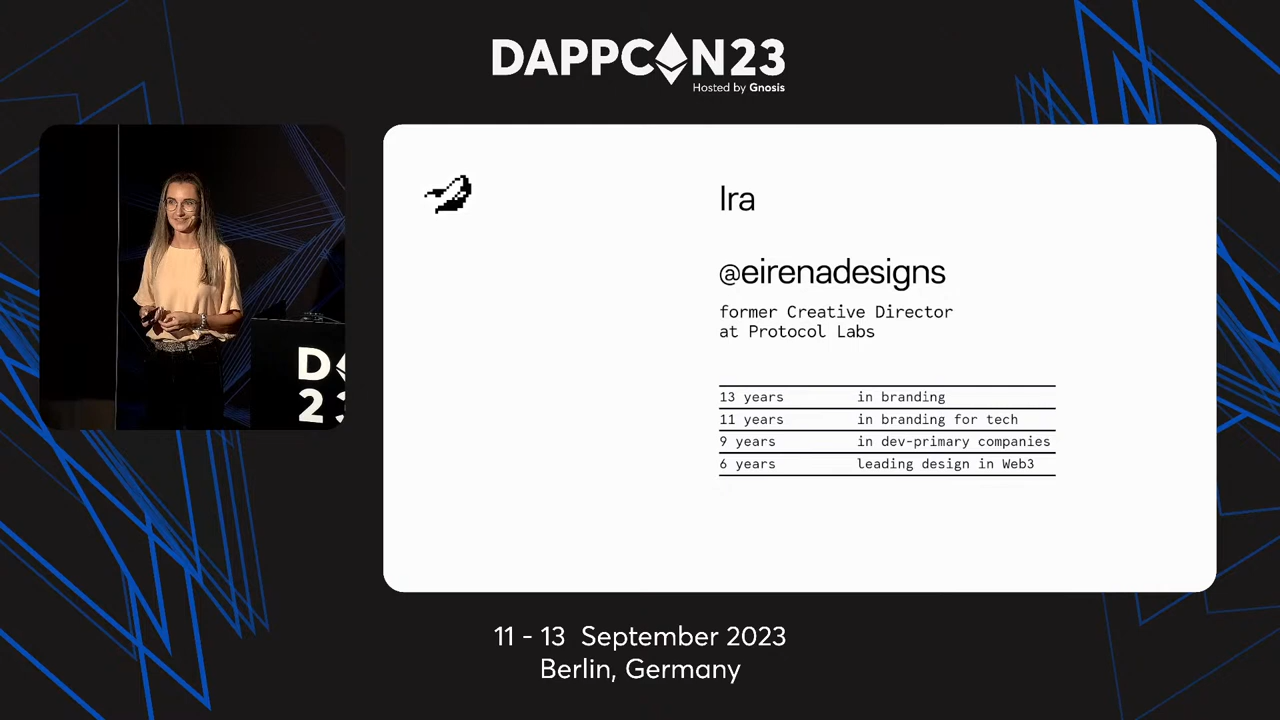 DAPPCON23
Hosted by Gnosis
Ira
@eirenadesigns
former Creative Director
at Protocol Labs
13 years in branding
11 years in branding for tech
9 years in dev-primary companies
6 years leading design in Web3
D
23
11 - 13 September 2023
Berlin, Germany